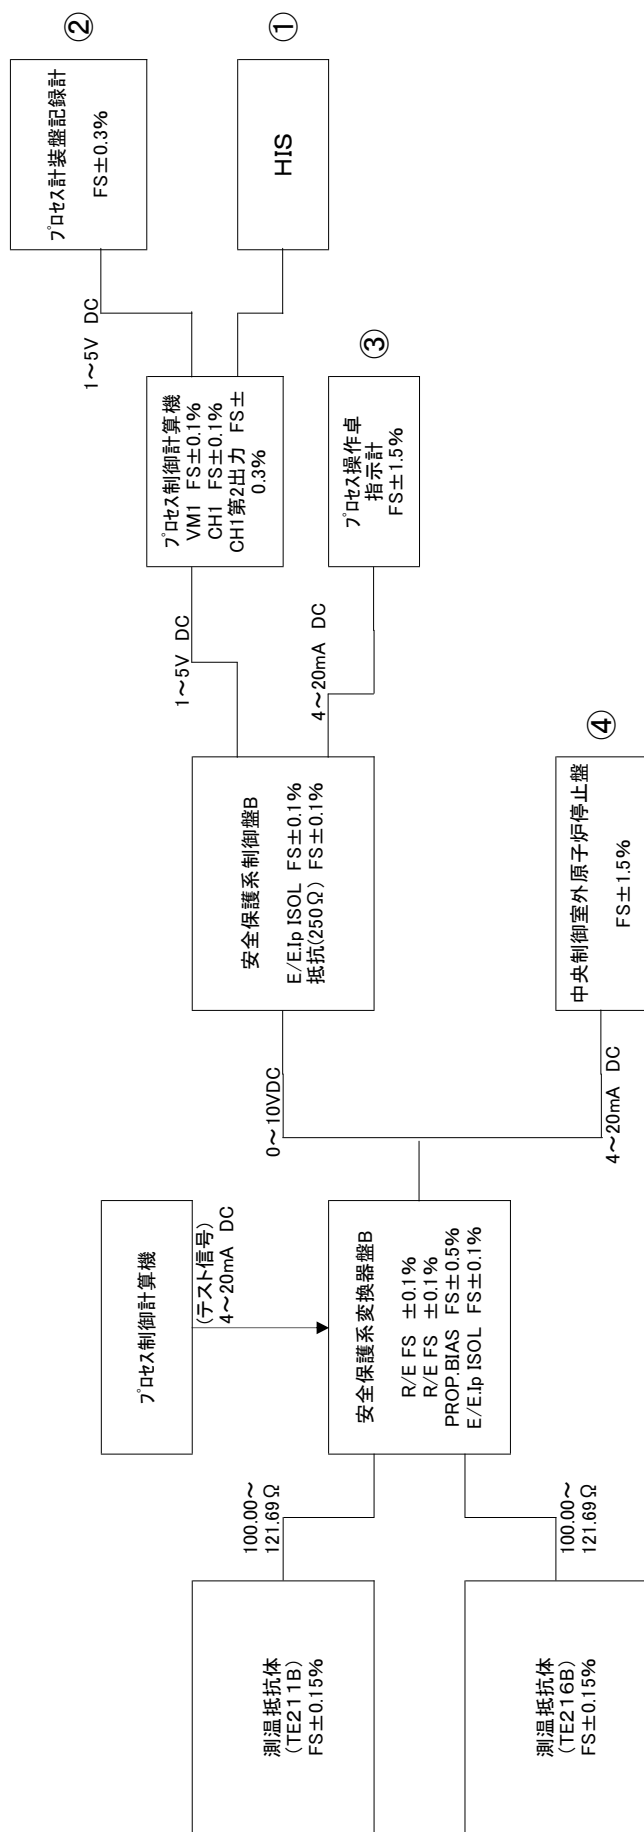 測温抵抗体
(TE211B)
FS±0.15%
測温抵抗体
(TE216B)
FS±0.15%
100.00～
121.69Ω
100.00～
121.69Ω
プロセス制御計算機
(テスト信号)
4～20mA DC
安全保護系変換器盤B
R/E FS ±0.1%
R/E FS ±0.1%
PROP.BIAS FS±0.5%
E/E.Ip ISOL FS±0.1%
0～10VDC
4～20mA DC
安全保護系制御盤B
E/E.Ip ISOL FS±0.1%
抵抗(250Ω) FS±0.1%
中央制御室外原子炉停止盤
FS±1.5%
④
1～5V DC
4～20mA DC
プロセス制御計算機
VM1 FS±0.1%
CH1 FS±0.1%
CH1第2出力 FS±
0.3%
プロセス操作卓
指示計
FS±1.5%
③
1～5V DC
プロセス計装盤記録計
FS±0.3%
②
HIS
①